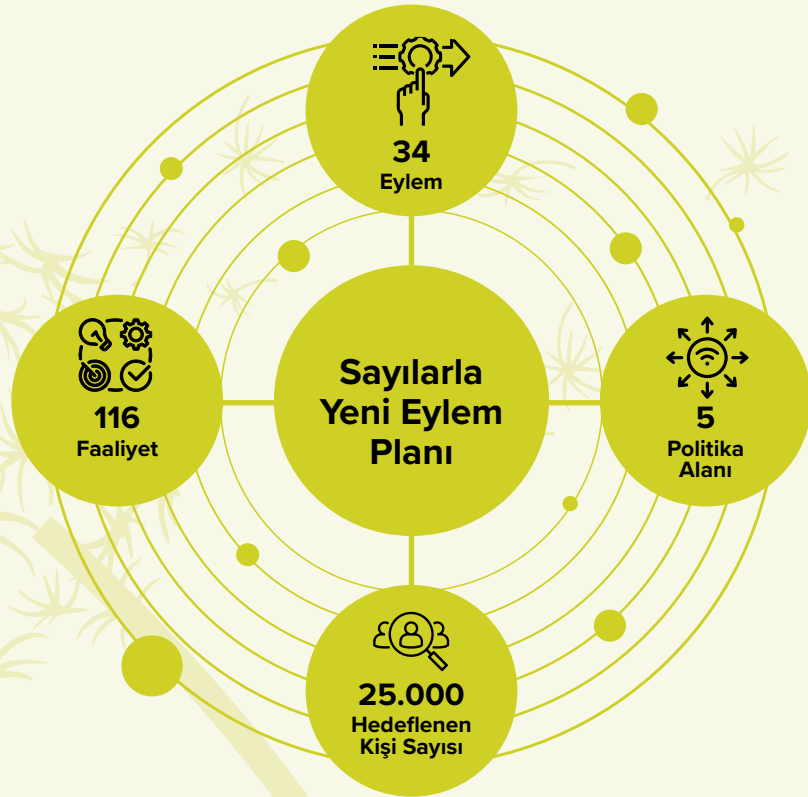 34
Eylem
116
Faaliyet
Sayılarla
Yeni Eylem
Planı
5
Politika
Alanı
25.000
Hedeflenen
Kişi Sayısı